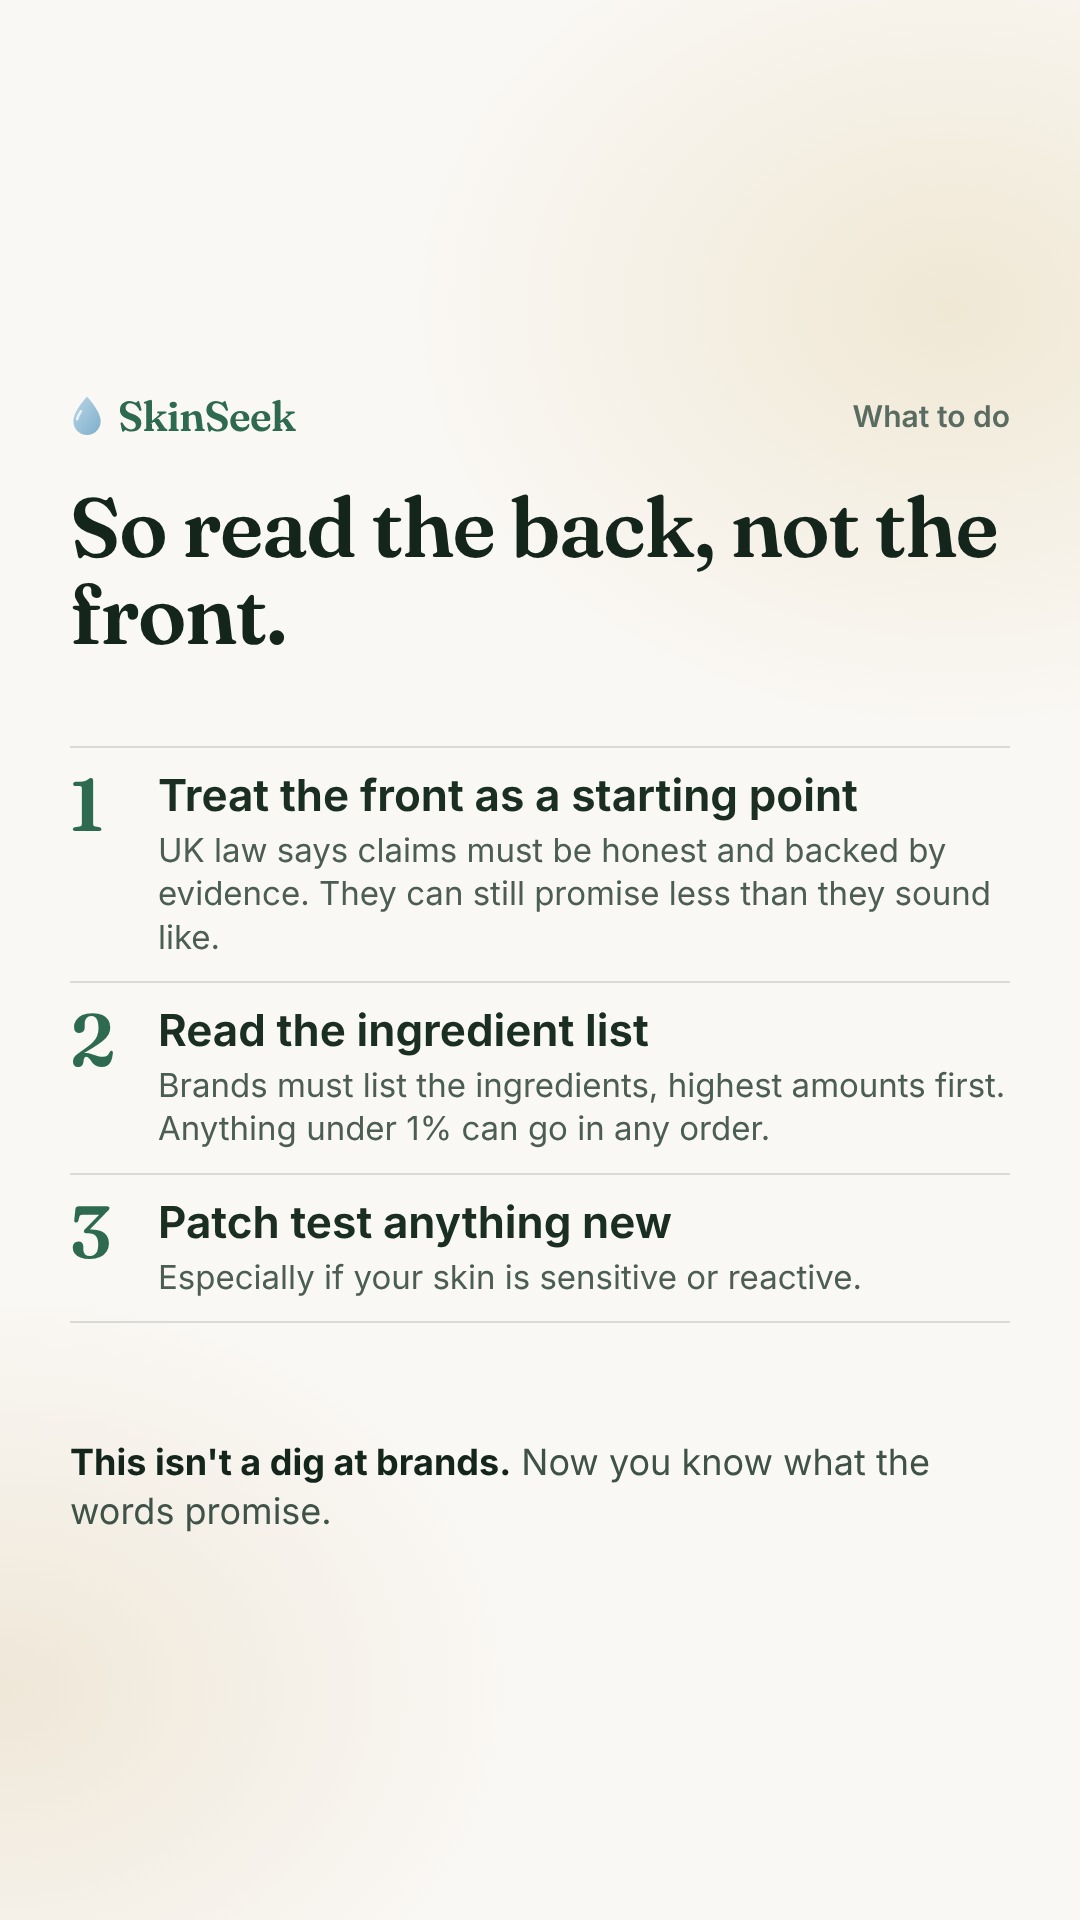 SkinSeek
What to do
So read the back, not the
front.
1
Treat the front as a starting point
UK law says claims must be honest and backed by
evidence. They can still promise less than they sound
like.
2
Read the ingredient list
Brands must list the ingredients, highest amounts first.
Anything under 1% can go in any order.
3
Patch test anything new
Especially if your skin is sensitive or reactive.
This isn't a dig at brands. Now you know what the
words promise.